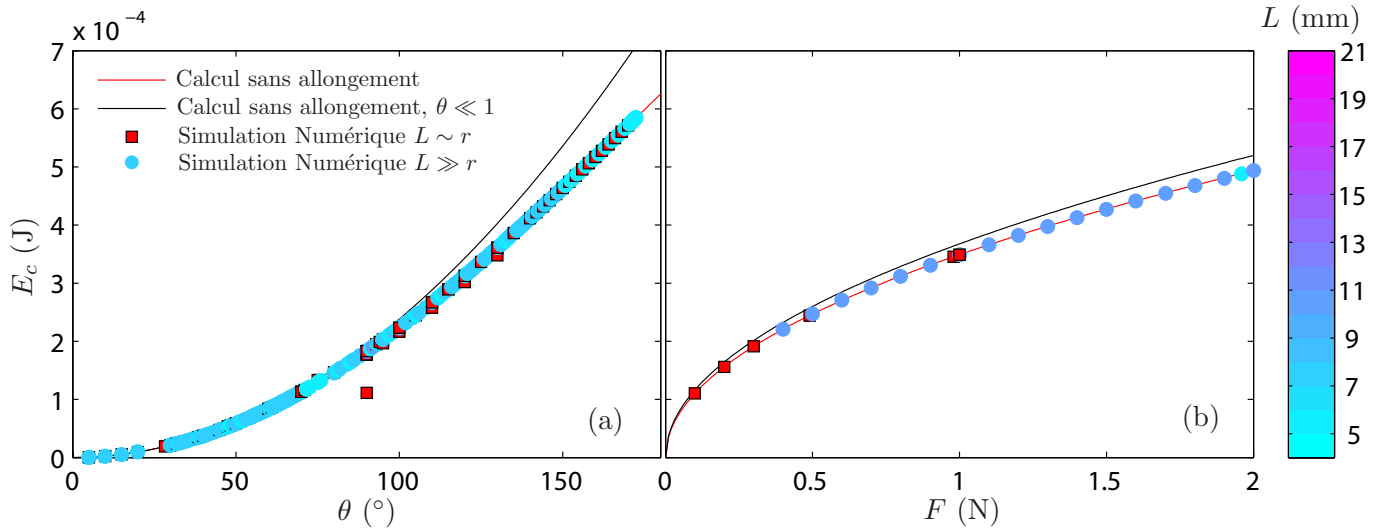 x 10⁻⁴
L (mm)
7
6
5
4
3
2
1
0
E_c (J)
Calcul sans allongement
Calcul sans allongement, θ ≪ 1
Simulation Numérique L ∼ r
Simulation Numérique L ≫ r
(a)
(b)
0 50 100 150
θ (°)
0 0.5 1 1.5 2
F (N)
21
19
17
15
13
11
9
7
5